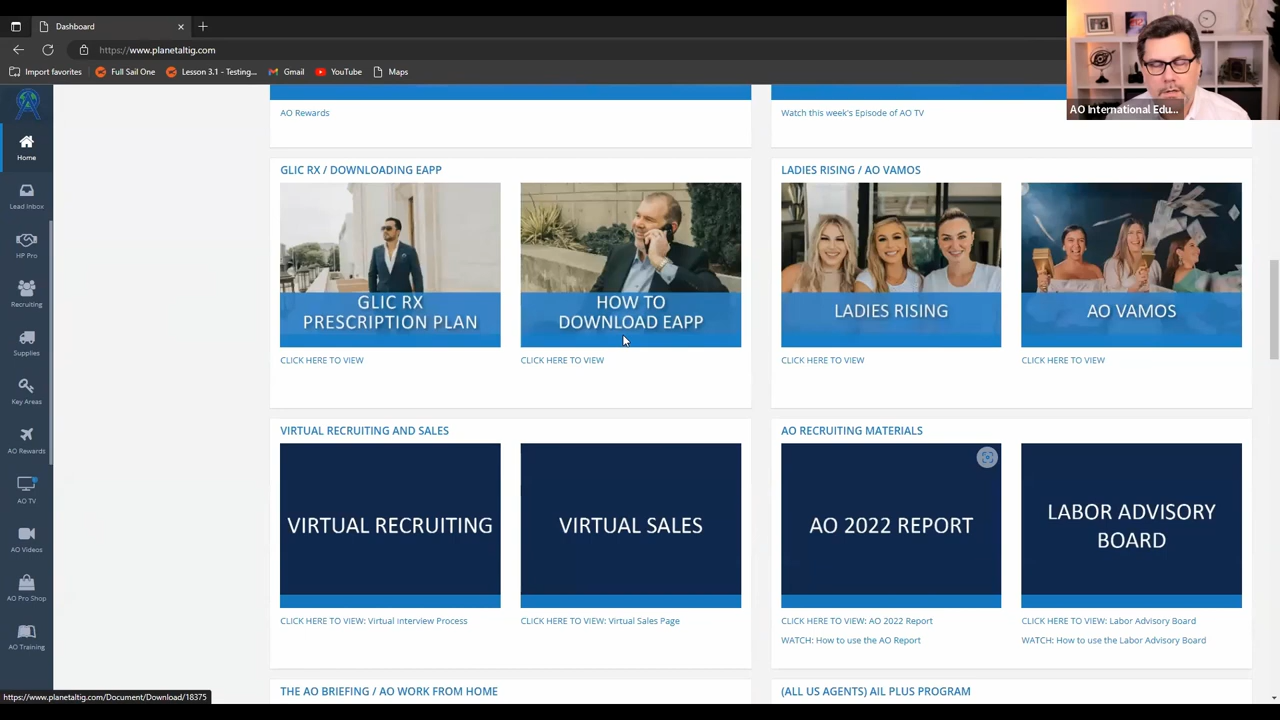 Dashboard
https://www.planetaltig.com
Import favorites
Full Sail One
Lesson 3.1 - Testing...
Gmail
YouTube
Maps
AO International Edu...
Home
Lead Inbox
HP Pro
Recruiting
Supplies
Key Areas
AO Rewards
AO TV
AO Videos
AO Pro Shop
AO Training
AO Rewards
Watch this week's Episode of AO TV
GLIC RX / DOWNLOADING EAPP
GLIC RX
PRESCRIPTION PLAN
CLICK HERE TO VIEW
HOW TO
DOWNLOAD EAPP
CLICK HERE TO VIEW
LADIES RISING / AO VAMOS
LADIES RISING
CLICK HERE TO VIEW
AO VAMOS
CLICK HERE TO VIEW
VIRTUAL RECRUITING AND SALES
VIRTUAL RECRUITING
CLICK HERE TO VIEW: Virtual interview Process
VIRTUAL SALES
CLICK HERE TO VIEW: Virtual Sales Page
AO RECRUITING MATERIALS
AO 2022 REPORT
CLICK HERE TO VIEW: AO 2022 Report
WATCH: How to use the AO Report
LABOR ADVISORY
BOARD
CLICK HERE TO VIEW: Labor Advisory Board
WATCH: How to use the Labor Advisory Board
THE AO BRIEFING / AO WORK FROM HOME
(ALL US AGENTS) AIL PLUS PROGRAM
https://www.planetaltig.com/Document/Download/18375